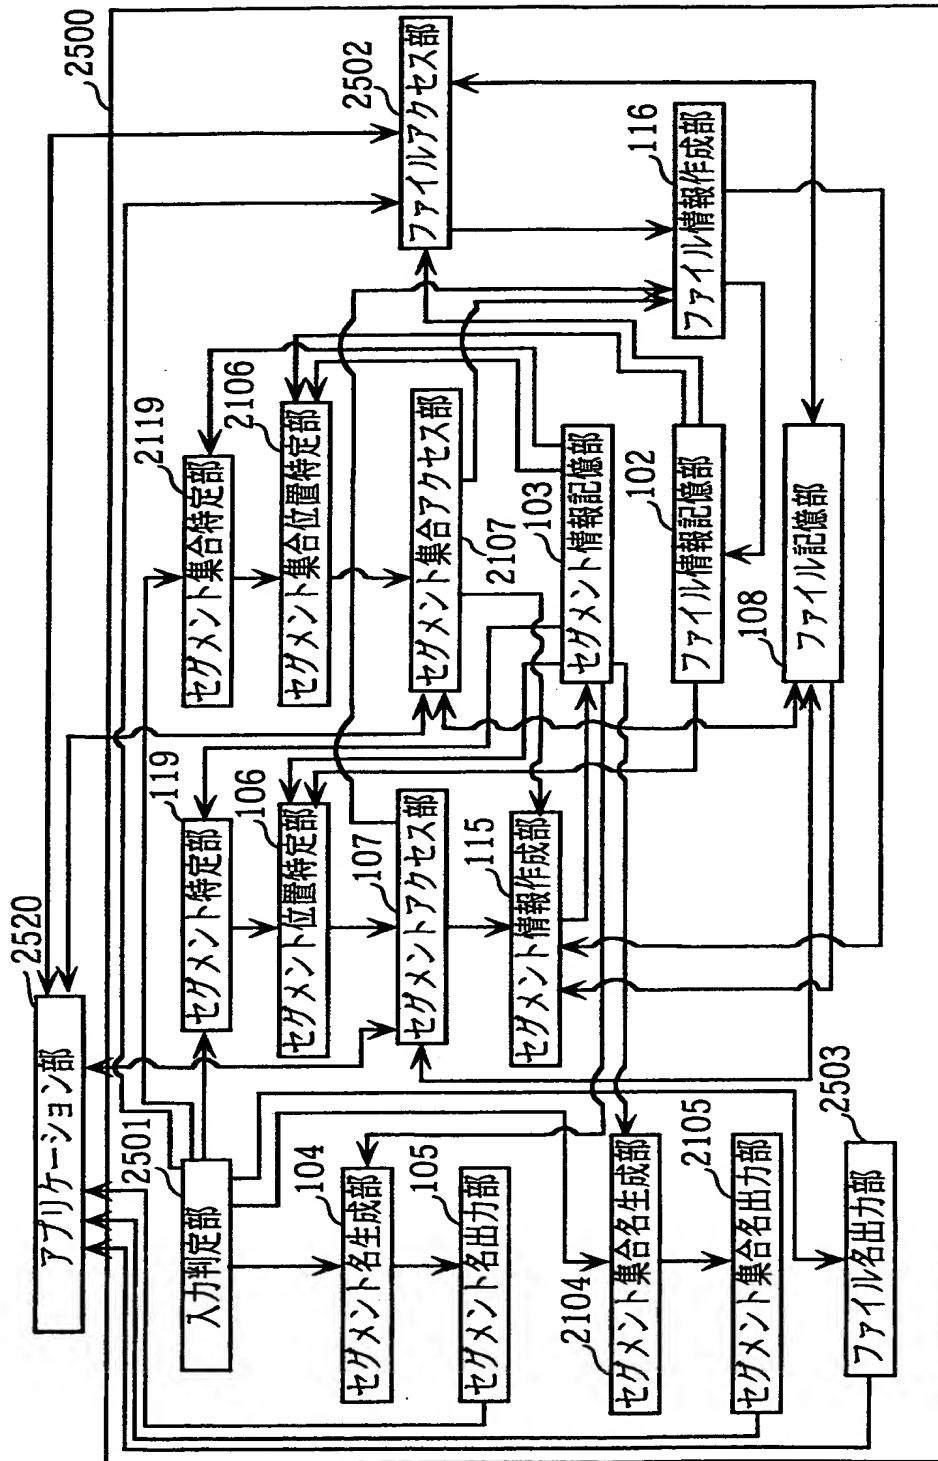 2500
2520
アプリケーション部
2501
入力判定部
104
セグメント名生成部
105
セグメント名出力部
2104
セグメント集合名生成部
2105
セグメント集合名出力部
2503
ファイル名出力部
119
セグメント特定部
106
セグメント位置特定部
107
セグメントアクセス部
115
セグメント情報作成部
2119
セグメント集合特定部
2106
セグメント集合位置特定部
2107
セグメント集合アクセス部
103
セグメント情報記憶部
102
ファイル情報記憶部
108
ファイル記憶部
2502
ファイルアクセス部
116
ファイル情報作成部